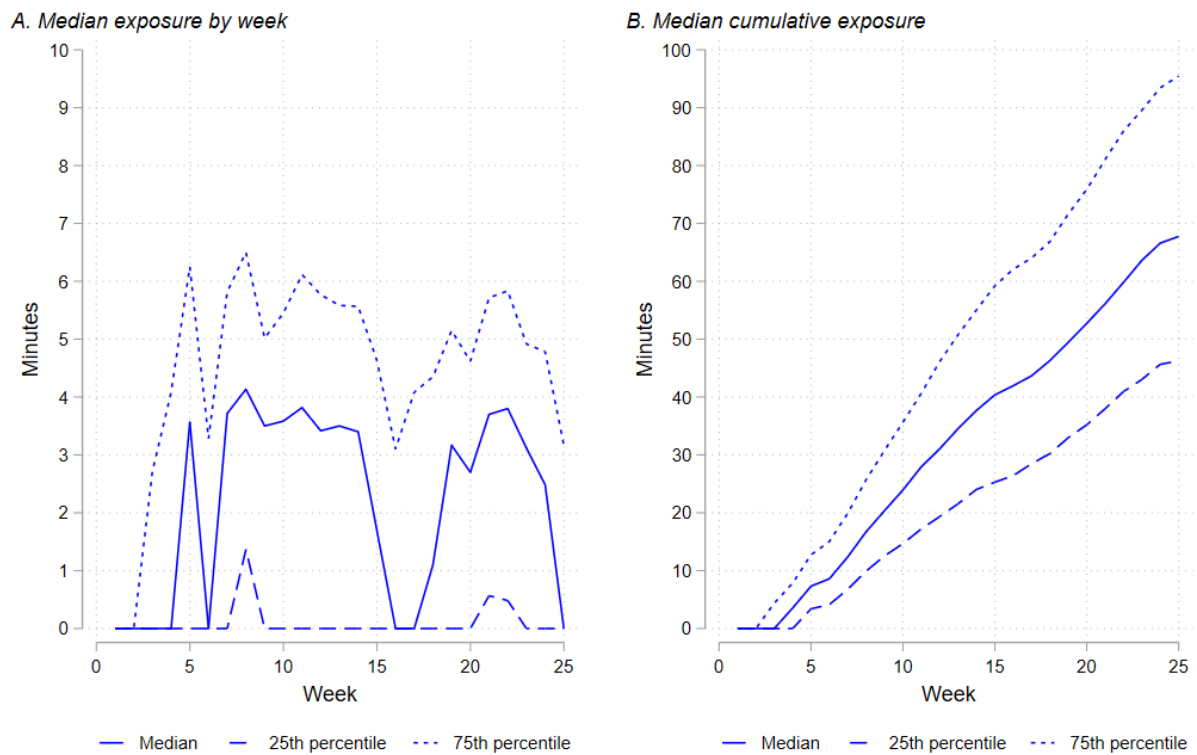 A. Median exposure by week
10
9
8
7
6
5
4
3
2
1
0
Minutes
0 5 10 15 20 25
Week
Median 25th percentile 75th percentile
B. Median cumulative exposure
100
90
80
70
60
50
40
30
20
10
0
Minutes
0 5 10 15 20 25
Week
Median 25th percentile 75th percentile